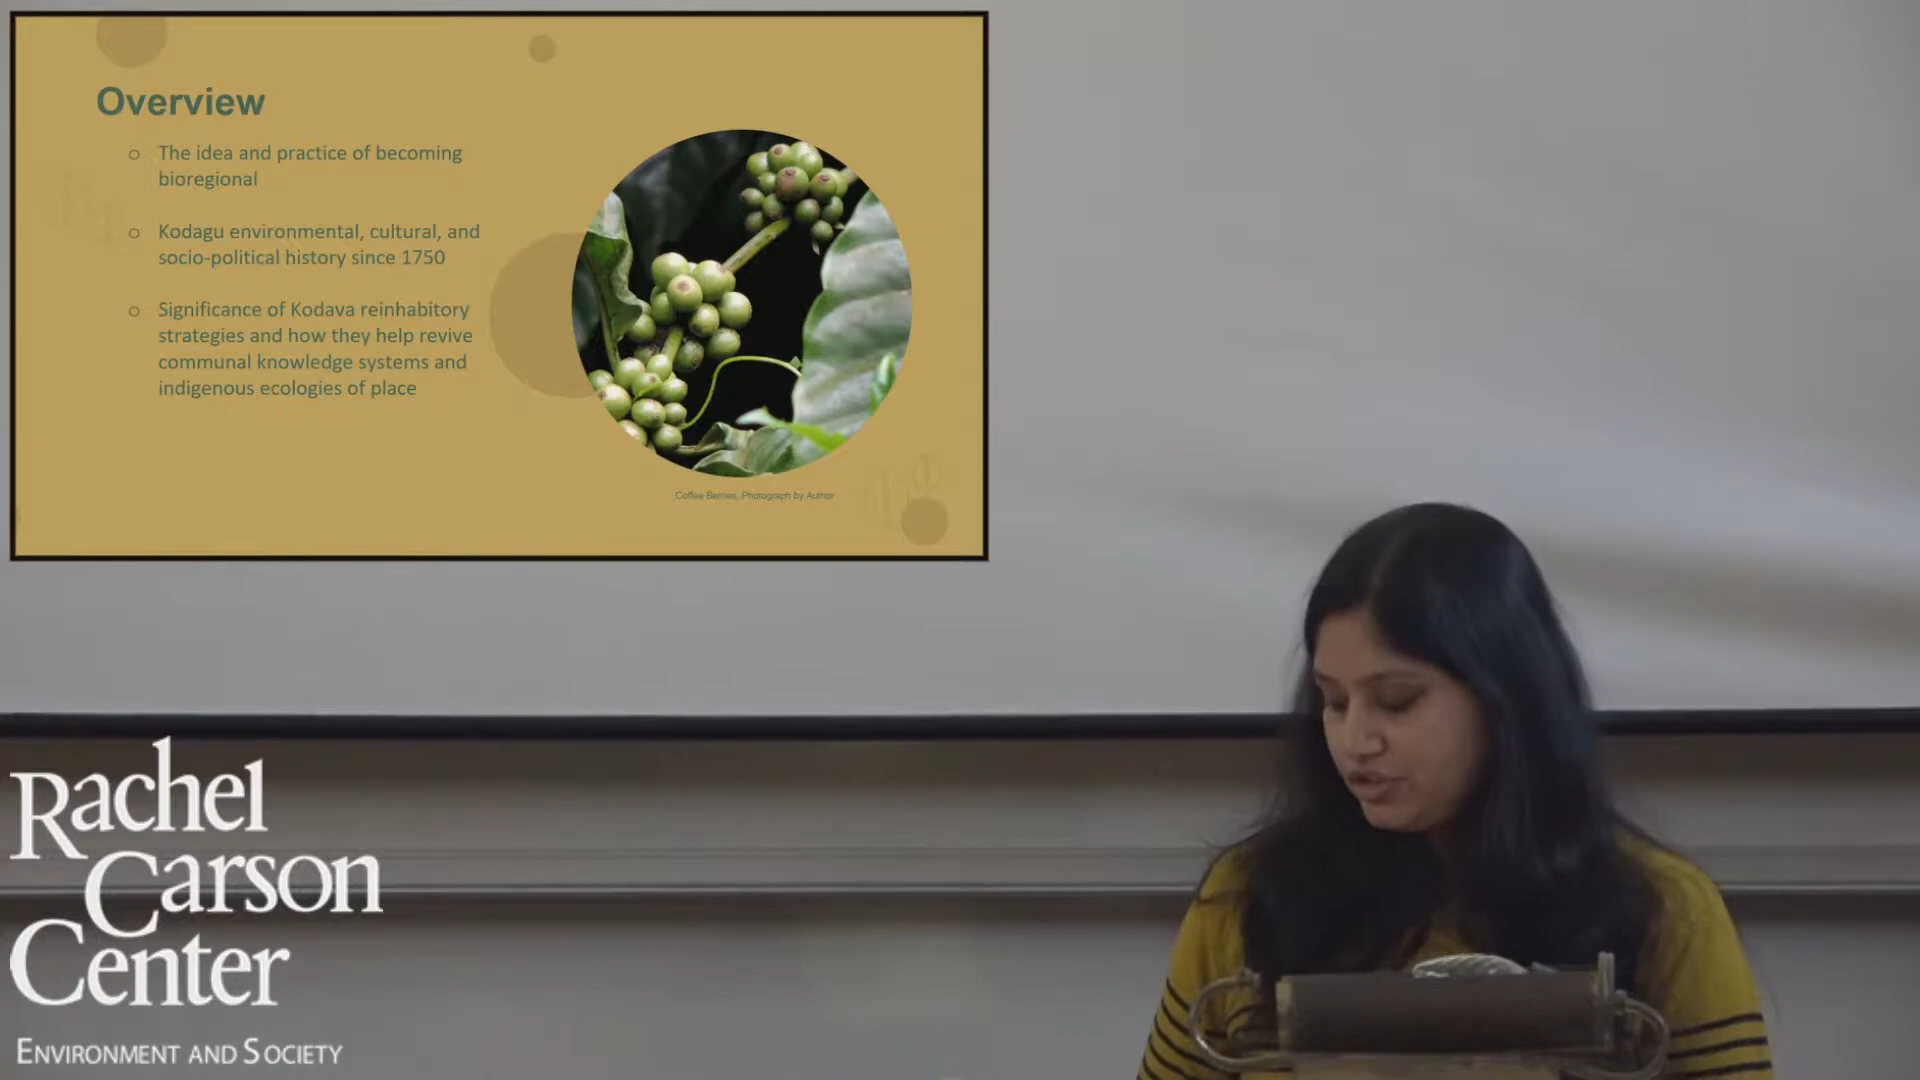 Overview
o The idea and practice of becoming
bioregional
o Kodagu environmental, cultural, and
socio-political history since 1750
o Significance of Kodava reinhabitory
strategies and how they help revive
communal knowledge systems and
indigenous ecologies of place
Coffee Berries, Photograph by Author
Rachel
Carson
Center
ENVIRONMENT AND SOCIETY